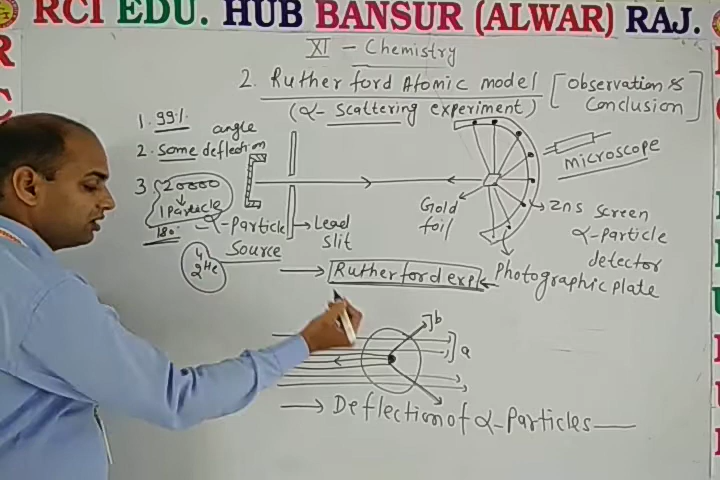 RCI EDU. HUB BANSUR (ALWAR) RAJ.
XI - Chemistry
2. Rutherford Atomic model
(α- scattering experiment)
[Observation &
Conclusion]
1. 99%
angle
2. Some deflection
3. 20000
1 Particle
180°
α-Particle
Source
4
2He
Lead
slit
Gold
foil
microscope
Zns Screen
α-particle
detector
Photographic plate
Rutherford exp.
b
a
Deflection of α-Particles